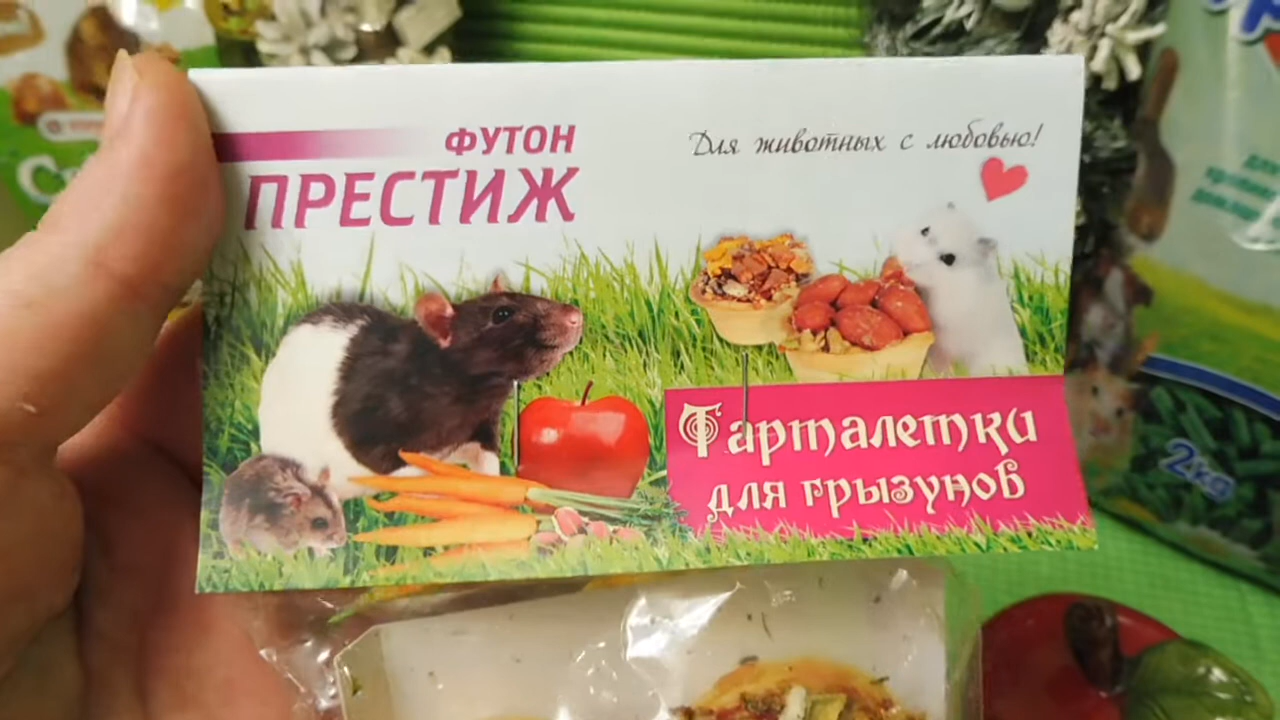 ФУТОН
ПРЕСТИЖ
Для животных с любовью!
Тарталетки
для грызунов
2kg